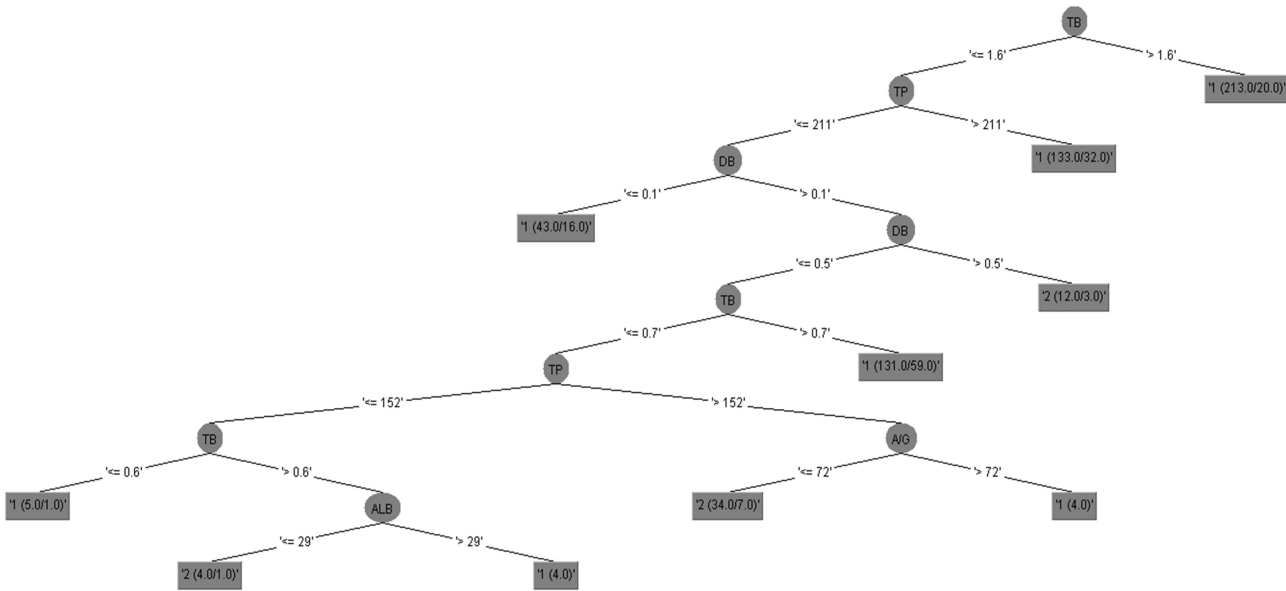 TB
'<= 1.6' '> 1.6'
TP '1 (213.0/20.0)'
'<= 211' '> 211'
DB '1 (133.0/32.0)'
'<= 0.1' '> 0.1'
'1 (43.0/16.0)' DB
'<= 0.5' '> 0.5'
TB '2 (12.0/3.0)'
'<= 0.7' '> 0.7'
TP '1 (131.0/59.0)'
'<= 152' '> 152'
TB A/G
'<= 0.6' '> 0.6' '<= 72' '> 72'
'1 (5.0/1.0)' ALB '2 (34.0/7.0)' '1 (4.0)'
'<= 29' '> 29'
'2 (4.0/1.0)' '1 (4.0)'